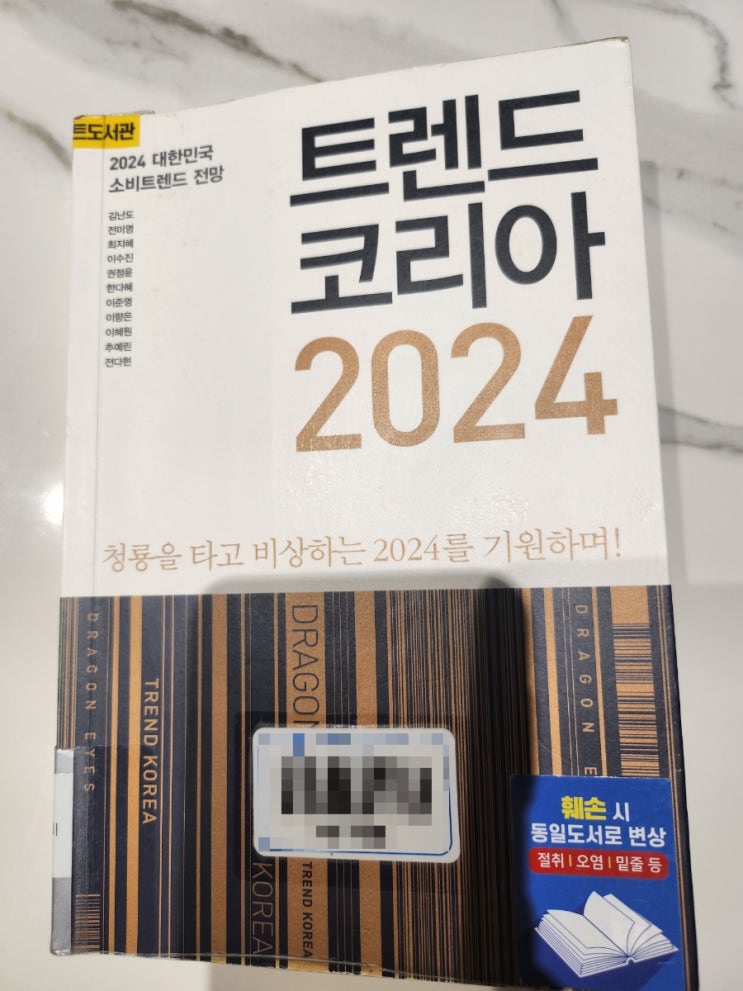 트도서관
2024 대한민국
소비트렌드 전망
김난도
전미영
최지혜
이수진
권정윤
한다혜
이준영
이향은
이혜원
추예린
전다현
트렌드
코리아
2024
청룡을 타고 비상하는 2024를 기원하며!
DRAGON EYES
TREND KOREA
DRAGON
KOREA
TREND KOREA
DRAGON E
훼손 시
동일도서로 변상
절취 | 오염 | 밑줄 등